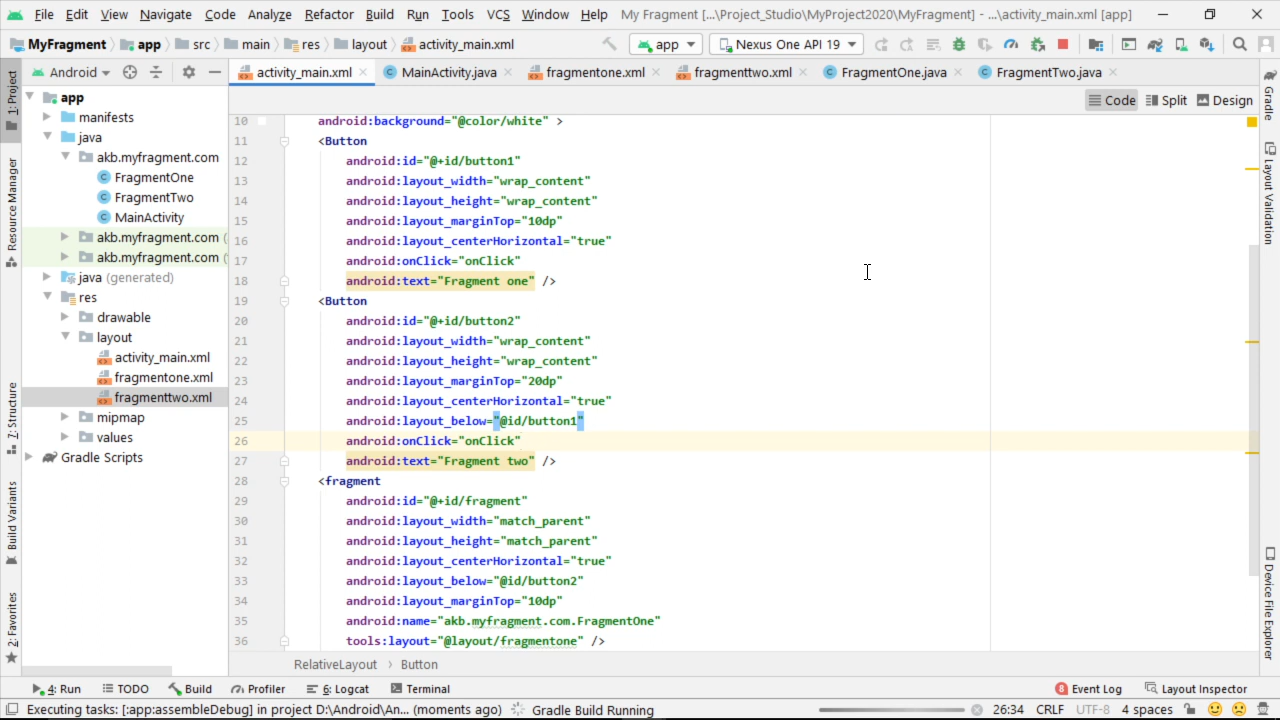 File Edit View Navigate Code Analyze Refactor Build Run Tools VCS Window Help My Fragment [...\Project_Studio\MyProject2020\MyFragment] - ...\activity_main.xml [app]
MyFragment app src main res layout activity_main.xml app Nexus One API 19
Android activity_main.xml MainActivity.java fragmentone.xml fragmenttwo.xml FragmentOne.java FragmentTwo.java
Code Split Design
1: Project
Resource Manager
7: Structure
Build Variants
2: Favorites
app
manifests
java
akb.myfragment.com
FragmentOne
FragmentTwo
MainActivity
akb.myfragment.com (
akb.myfragment.com (
java (generated)
res
drawable
layout
activity_main.xml
fragmentone.xml
fragmenttwo.xml
mipmap
values
Gradle Scripts
10 android:background="@color/white" >
11 <Button
12 android:id="@+id/button1"
13 android:layout_width="wrap_content"
14 android:layout_height="wrap_content"
15 android:layout_marginTop="10dp"
16 android:layout_centerHorizontal="true"
17 android:onClick="onClick"
18 android:text="Fragment one" />
19 <Button
20 android:id="@+id/button2"
21 android:layout_width="wrap_content"
22 android:layout_height="wrap_content"
23 android:layout_marginTop="20dp"
24 android:layout_centerHorizontal="true"
25 android:layout_below="@id/button1"
26 android:onClick="onClick"
27 android:text="Fragment two" />
28 <fragment
29 android:id="@+id/fragment"
30 android:layout_width="match_parent"
31 android:layout_height="match_parent"
32 android:layout_centerHorizontal="true"
33 android:layout_below="@id/button2"
34 android:layout_marginTop="10dp"
35 android:name="akb.myfragment.com.FragmentOne"
36 tools:layout="@layout/fragmentone" />
Gradle
Layout Validation
Device File Explorer
RelativeLayout › Button
4: Run TODO Build Profiler 6: Logcat Terminal 8 Event Log Layout Inspector
Executing tasks: [:app:assembleDebug] in project D:\Android\An... (moments ago) Gradle Build Running 26:34 CRLF UTF-8 4 spaces